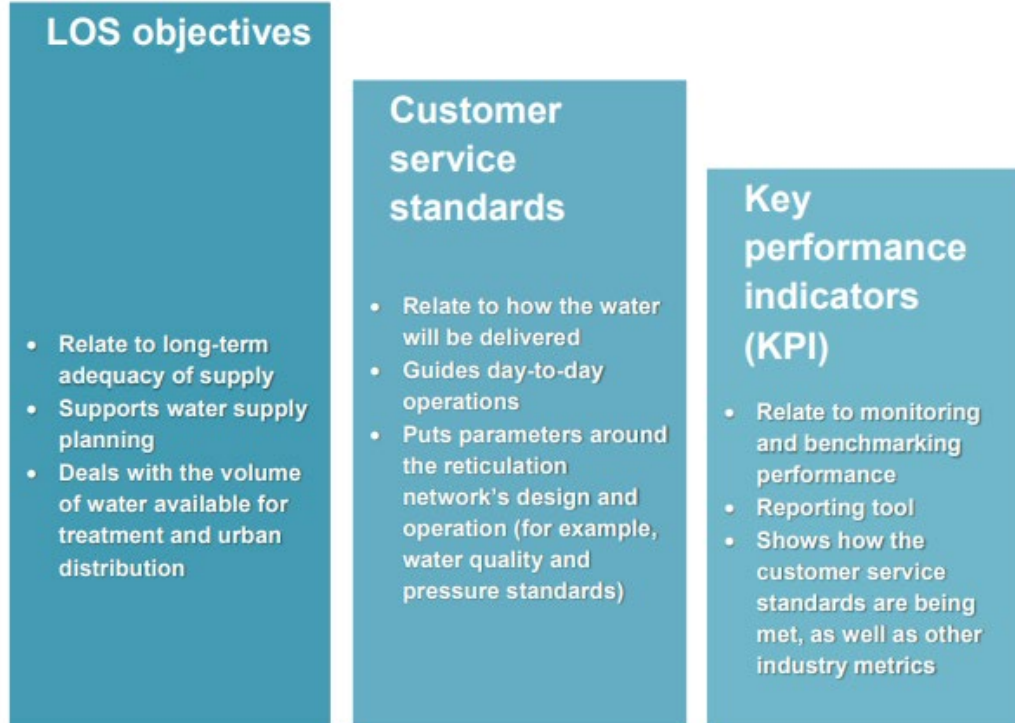 LOS objectives
• Relate to long-term
adequacy of supply
• Supports water supply
planning
• Deals with the volume
of water available for
treatment and urban
distribution
Customer
service
standards
• Relate to how the water
will be delivered
• Guides day-to-day
operations
• Puts parameters around
the reticulation
network’s design and
operation (for example,
water quality and
pressure standards)
Key
performance
indicators
(KPI)
• Relate to monitoring
and benchmarking
performance
• Reporting tool
• Shows how the
customer service
standards are being
met, as well as other
industry metrics